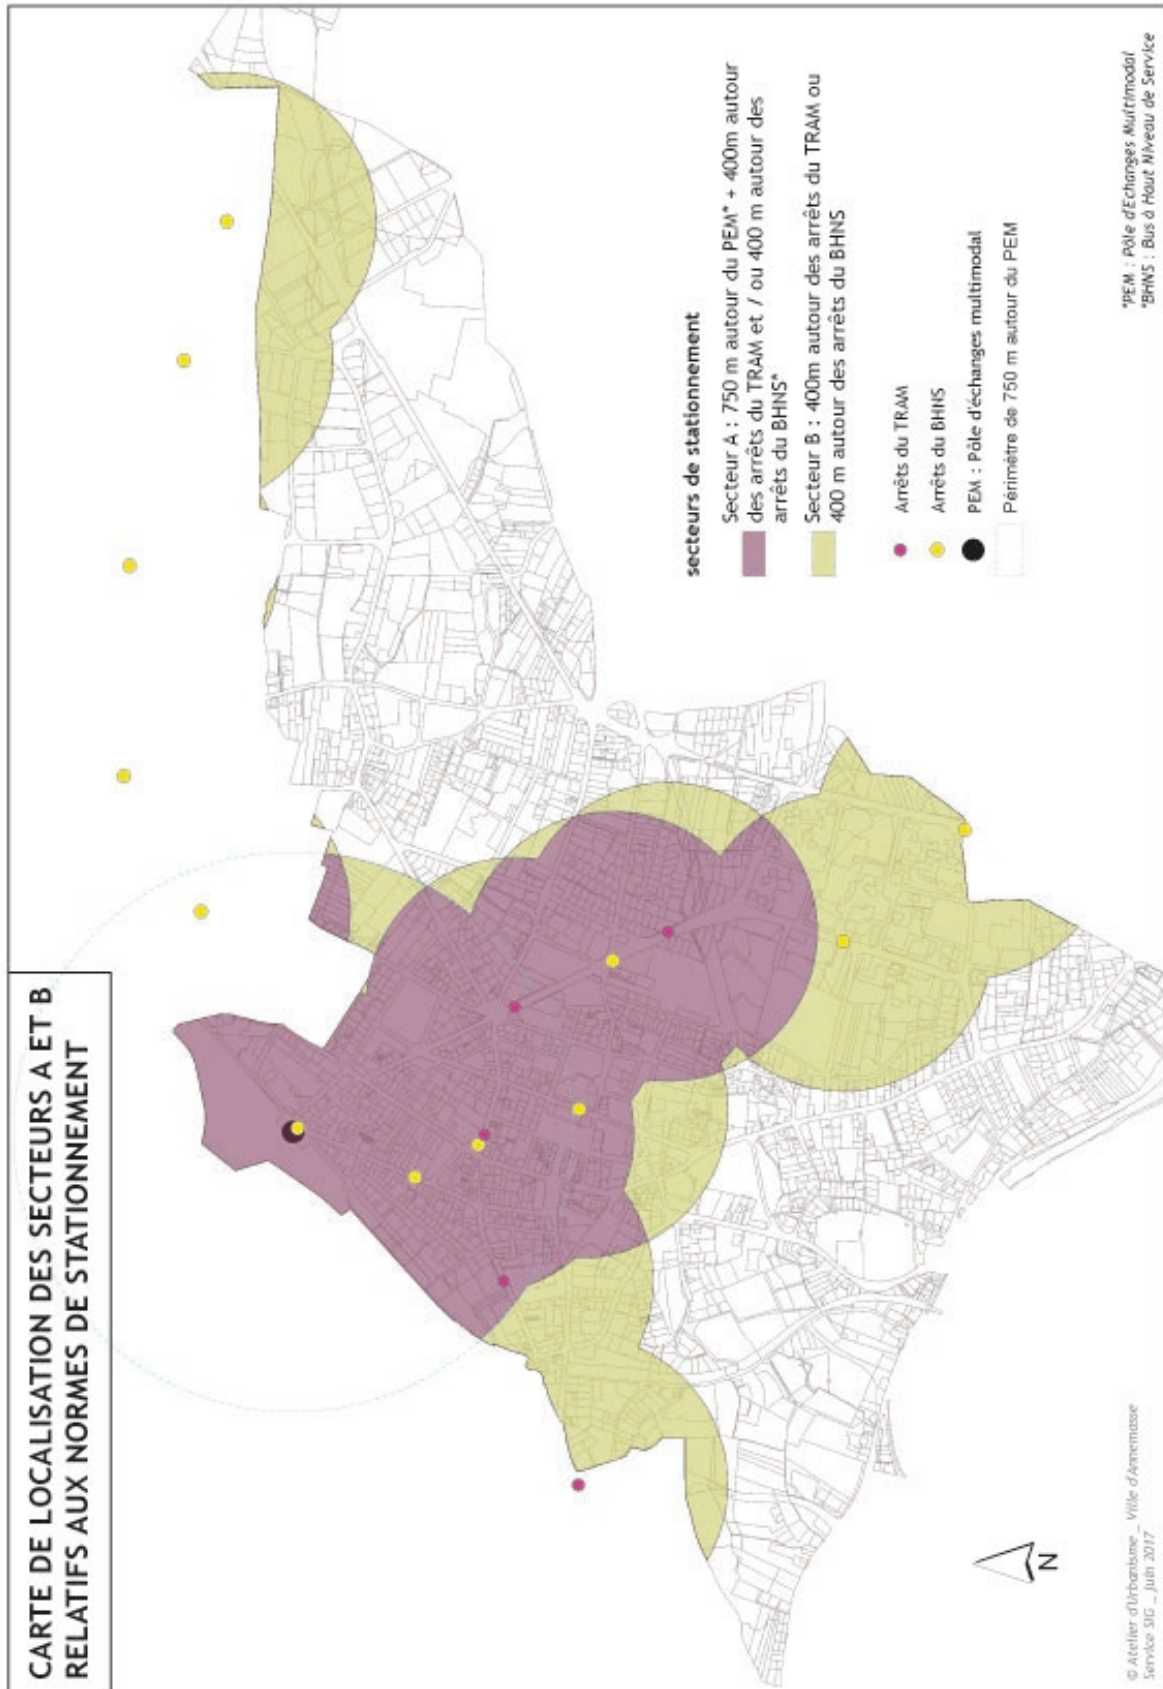 CARTE DE LOCALISATION DES SECTEURS A ET B
RELATIFS AUX NORMES DE STATIONNEMENT
secteurs de stationnement
Secteur A : 750 m autour du PEM* + 400m autour
des arrêts du TRAM et / ou 400 m autour des
arrêts du BHNS*
Secteur B : 400m autour des arrêts du TRAM ou
400 m autour des arrêts du BHNS
Arrêts du TRAM
Arrêts du BHNS
PEM : Pôle d'échanges multimodal
Périmètre de 750 m autour du PEM
*PEM : Pôle d'Echanges Multimodal
*BHNS : Bus à Haut Niveau de Service
N
© Atelier d'Urbanisme _ Ville d'Annemasse
Service SIG _ Juin 2017